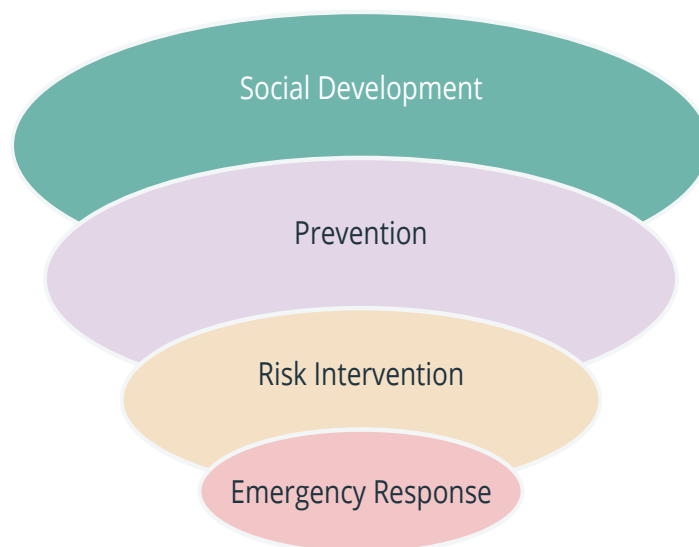 Social Development
Prevention
Risk Intervention
Emergency Response